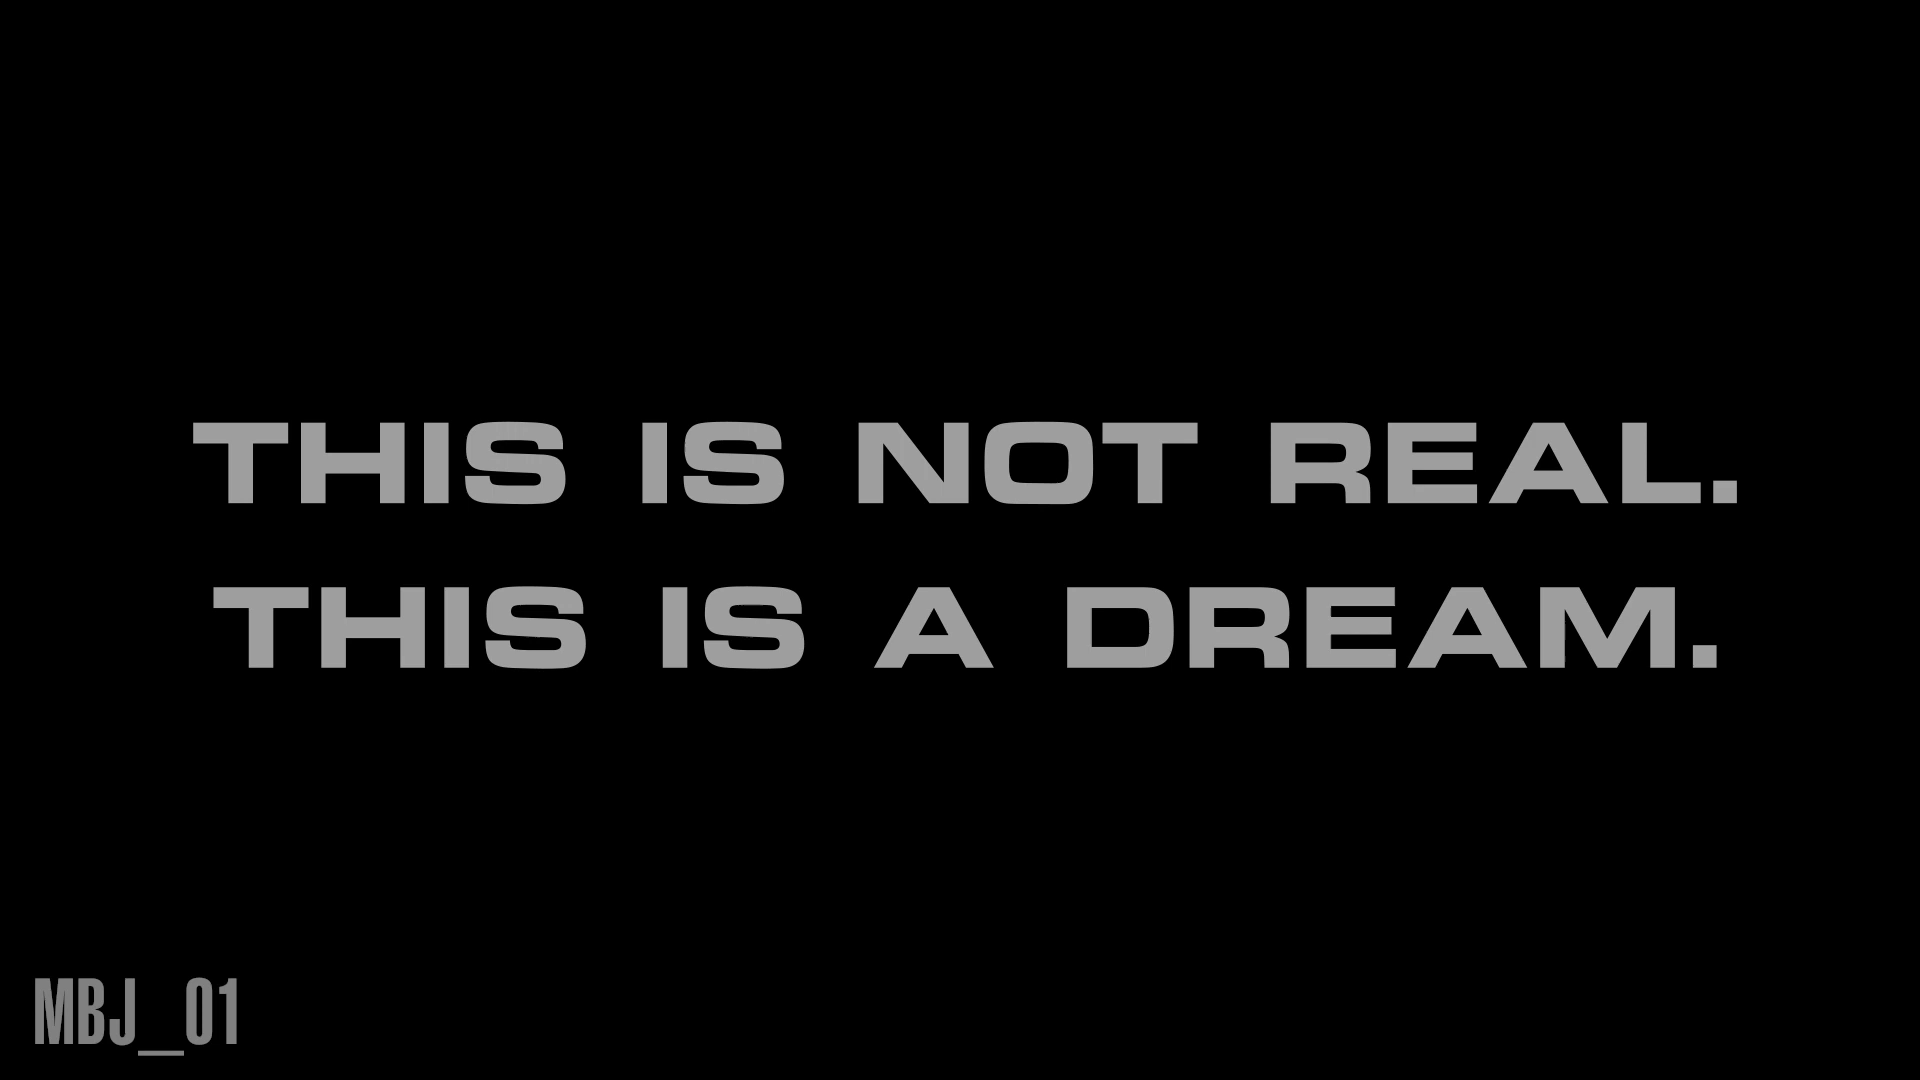 THIS IS NOT REAL.
THIS IS A DREAM.
MBJ_01